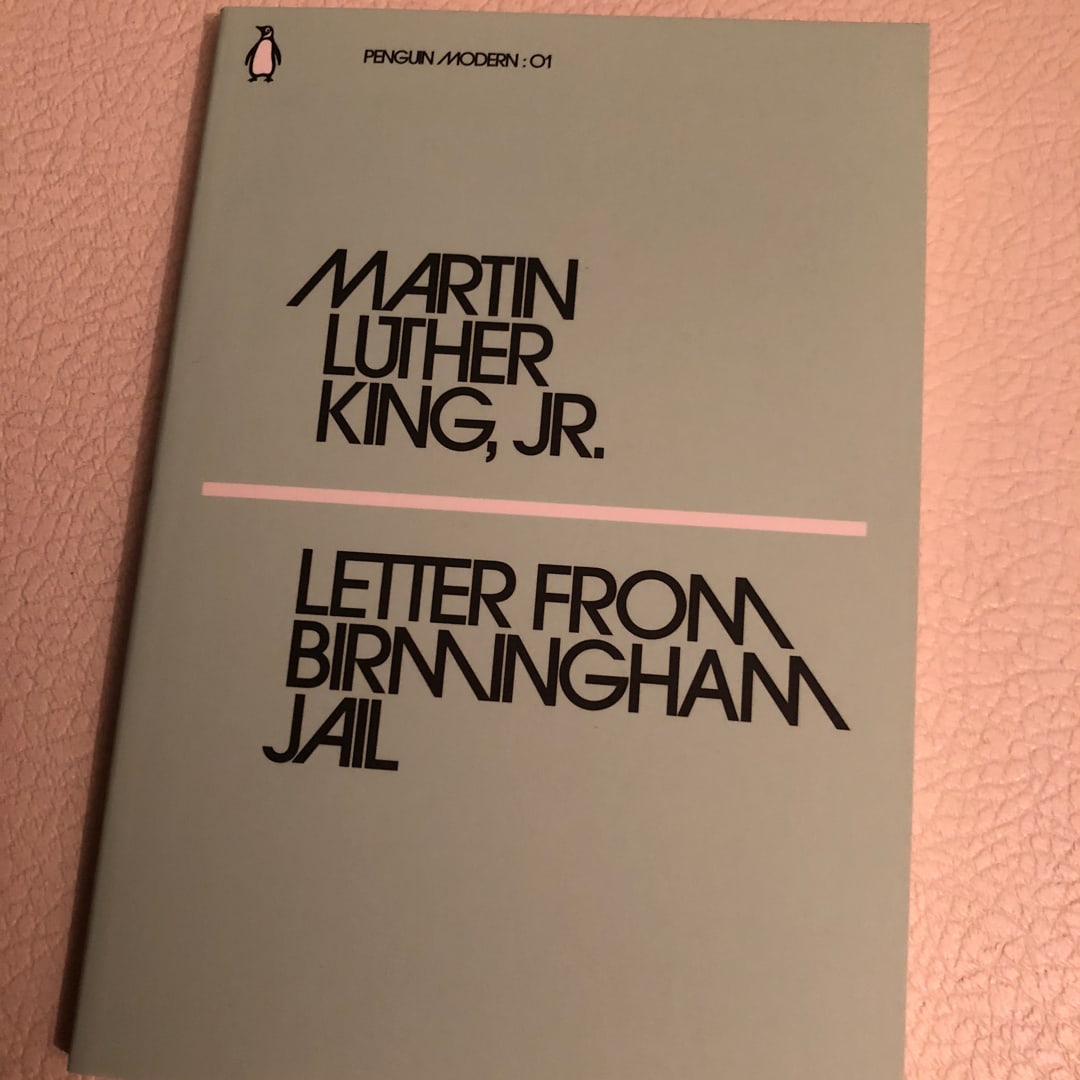 PENGUIN MODERN : 01
MARTIN
LUTHER
KING, JR.
LETTER FROM
BIRMINGHAM
JAIL